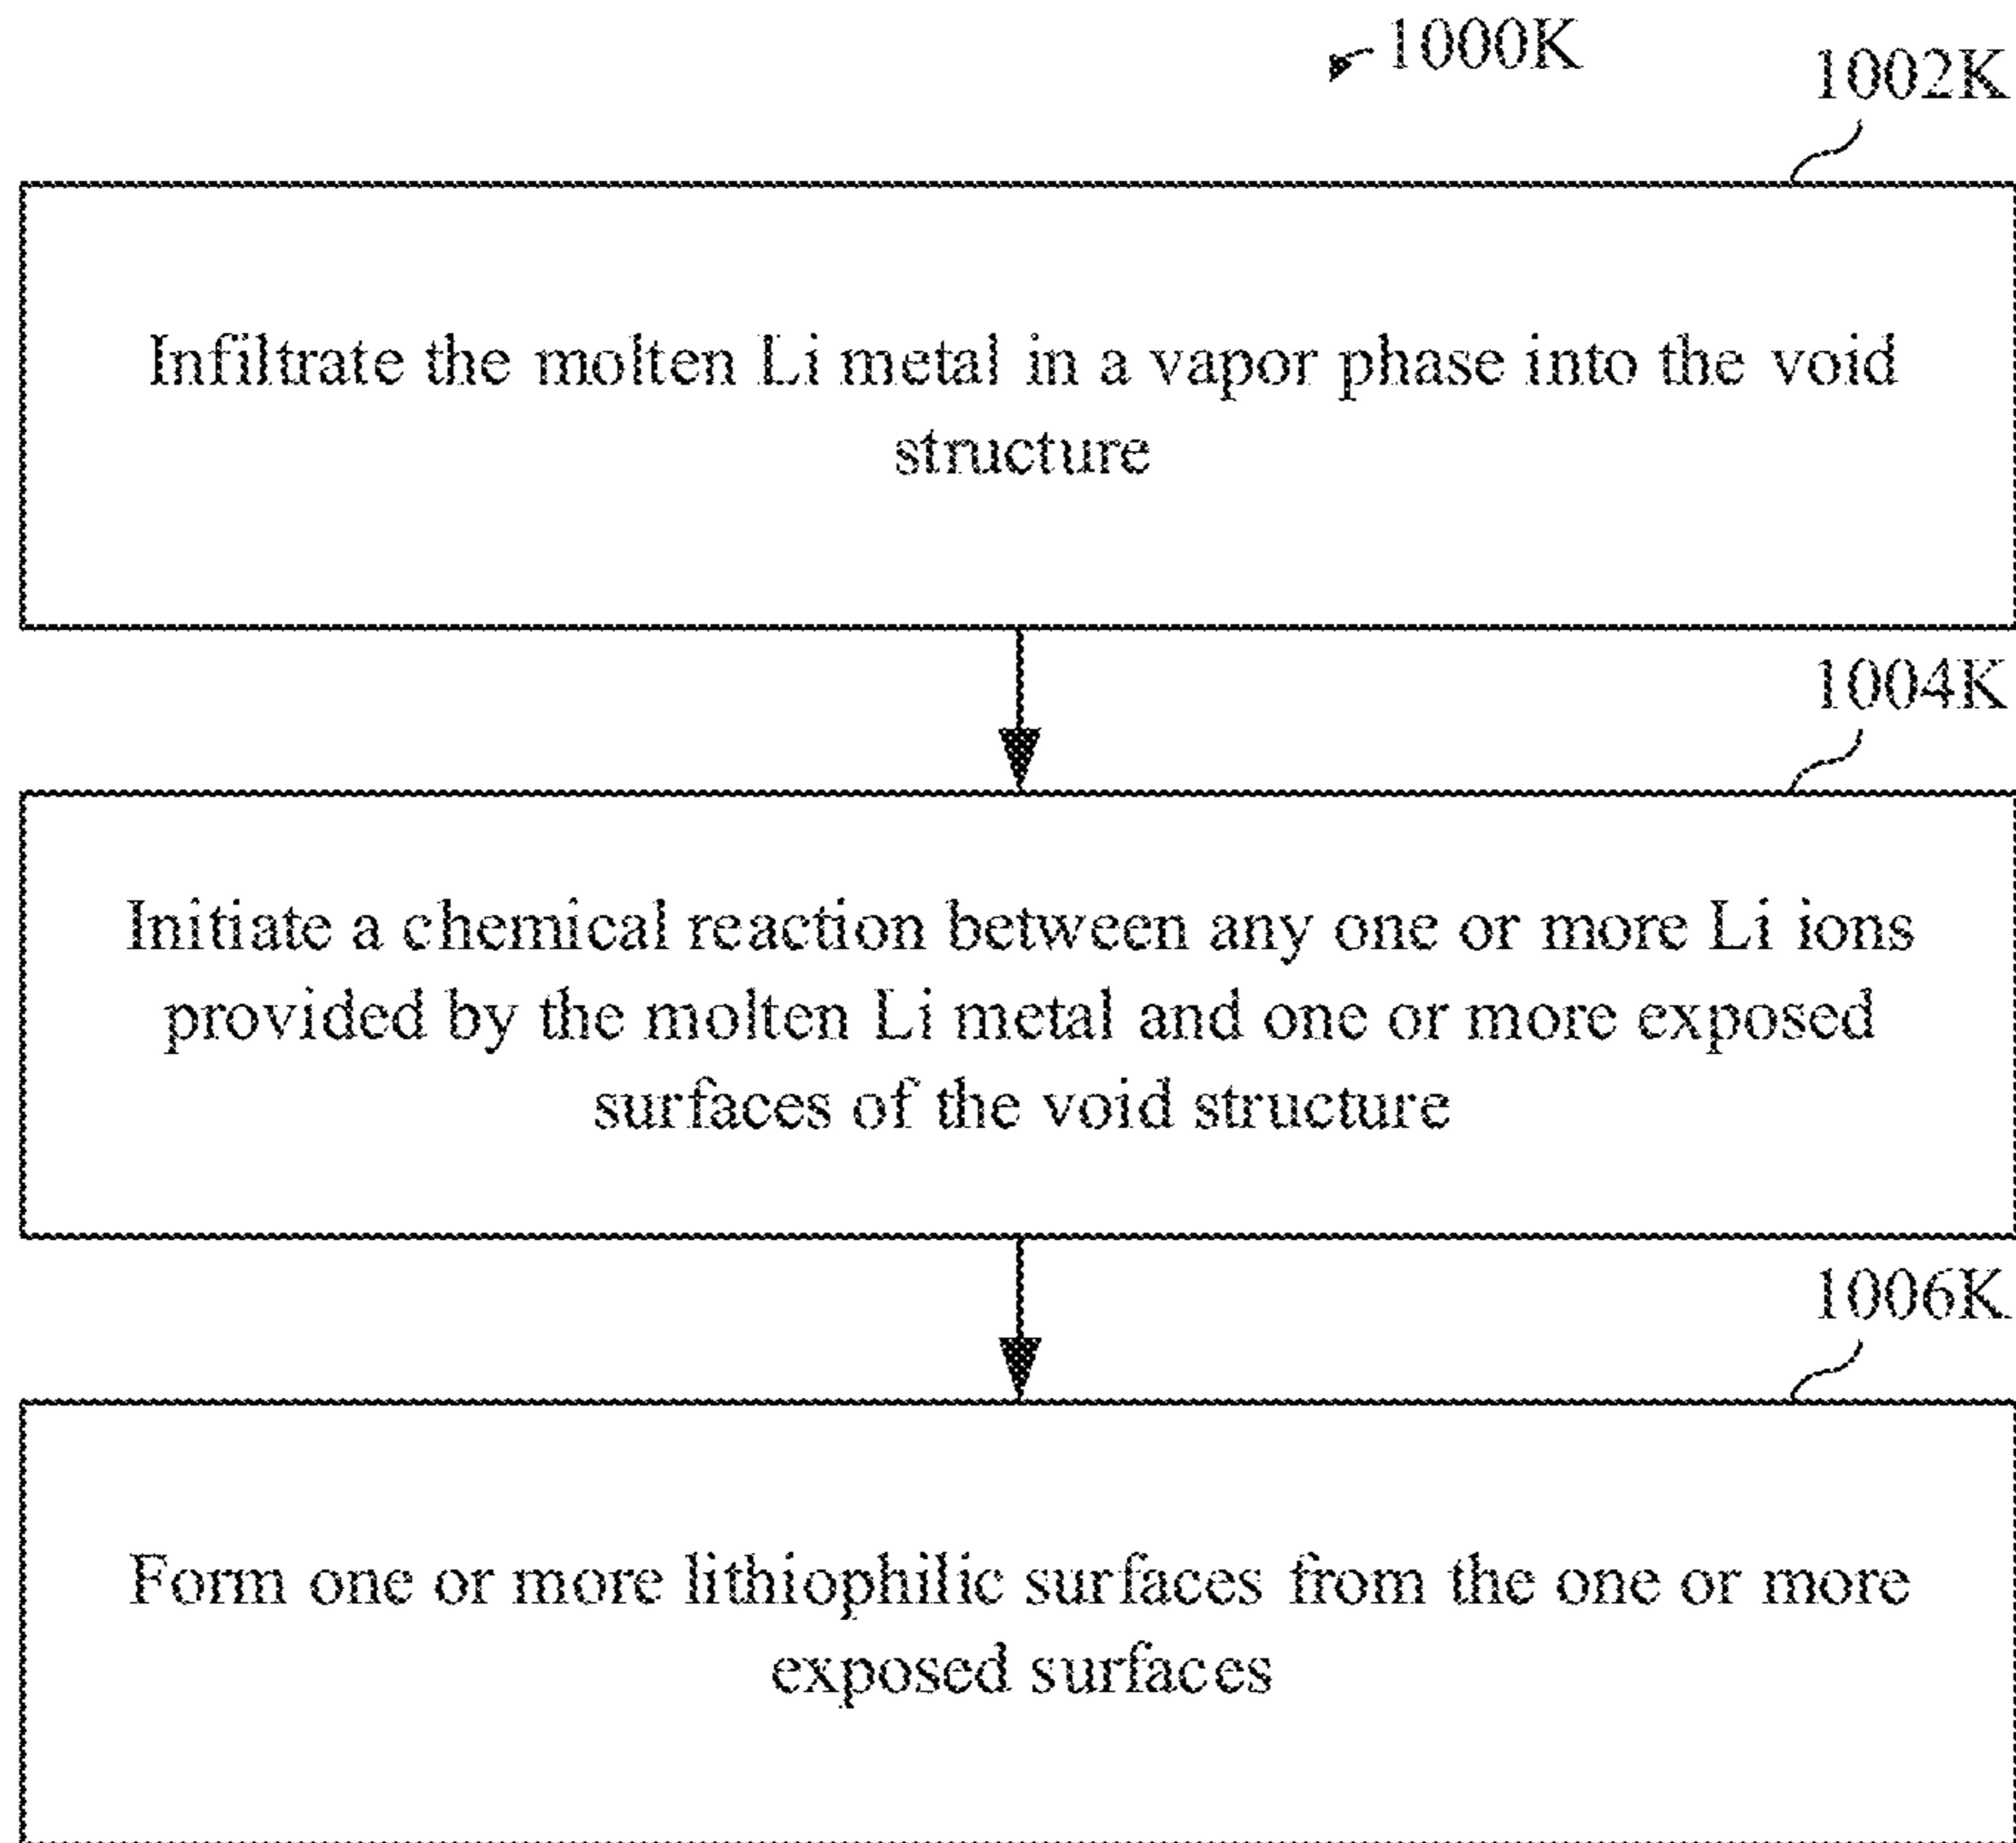 1000K
1002K
Infiltrate the molten Li metal in a vapor phase into the void
structure
1004K
Initiate a chemical reaction between any one or more Li ions
provided by the molten Li metal and one or more exposed
surfaces of the void structure
1006K
Form one or more lithiophilic surfaces from the one or more
exposed surfaces